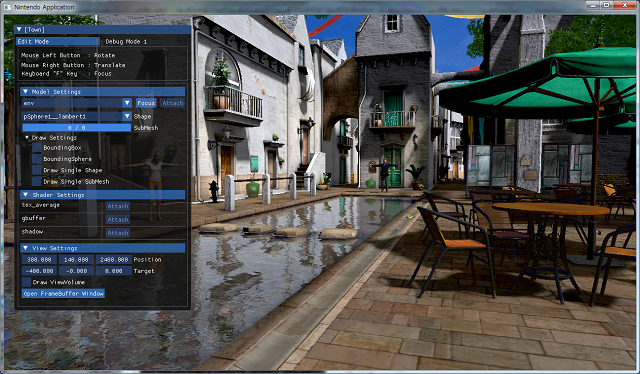 Nintendo Application
[Town]
Edit Mode Debug Mode 1
Mouse Left Button : Rotate
Mouse Right Button : Translate
Keyboard "F" Key : Focus
Model Settings
env Focus Attach
pSphere1__lambert1 Shape
0 / 0 SubMesh
Draw Settings
BoundingBox
BoundingSphere
Draw Single Shape
Draw Single SubMesh
Shader Settings
tex_average Attach
gbuffer Attach
shadow Attach
View Settings
300.000 140.000 2400.000 Position
-400.000 -0.000 0.000 Target
Draw ViewVolume
Open FrameBuffer Window